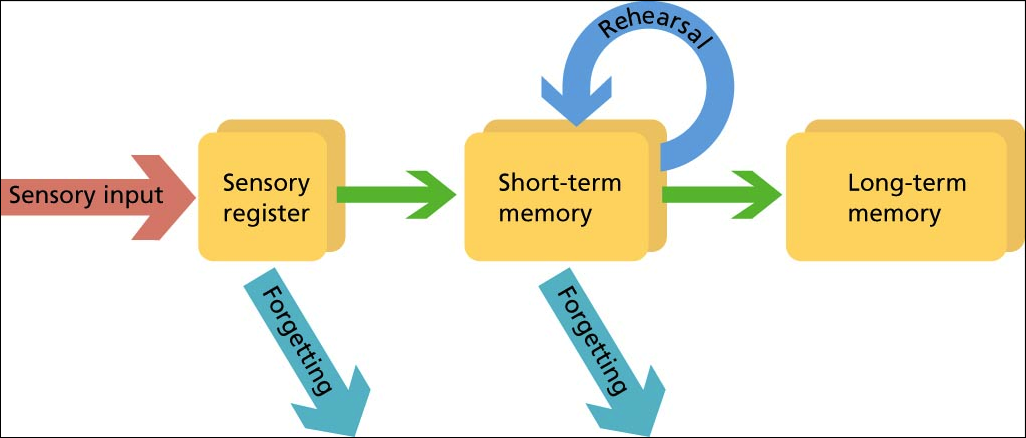 Rehearsal
Sensory input
Sensory
register
Short-term
memory
Long-term
memory
Forgetting
Forgetting